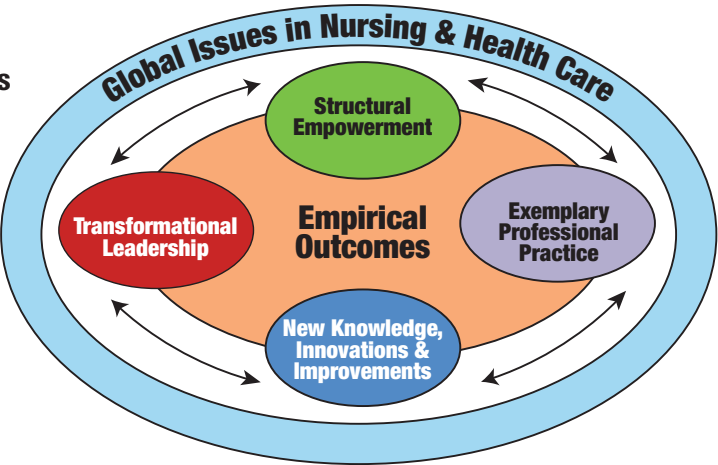 Global Issues in Nursing & Health Care
s
Structural
Empowerment
Transformational
Leadership
Empirical
Outcomes
Exemplary
Professional
Practice
New Knowledge,
Innovations &
Improvements